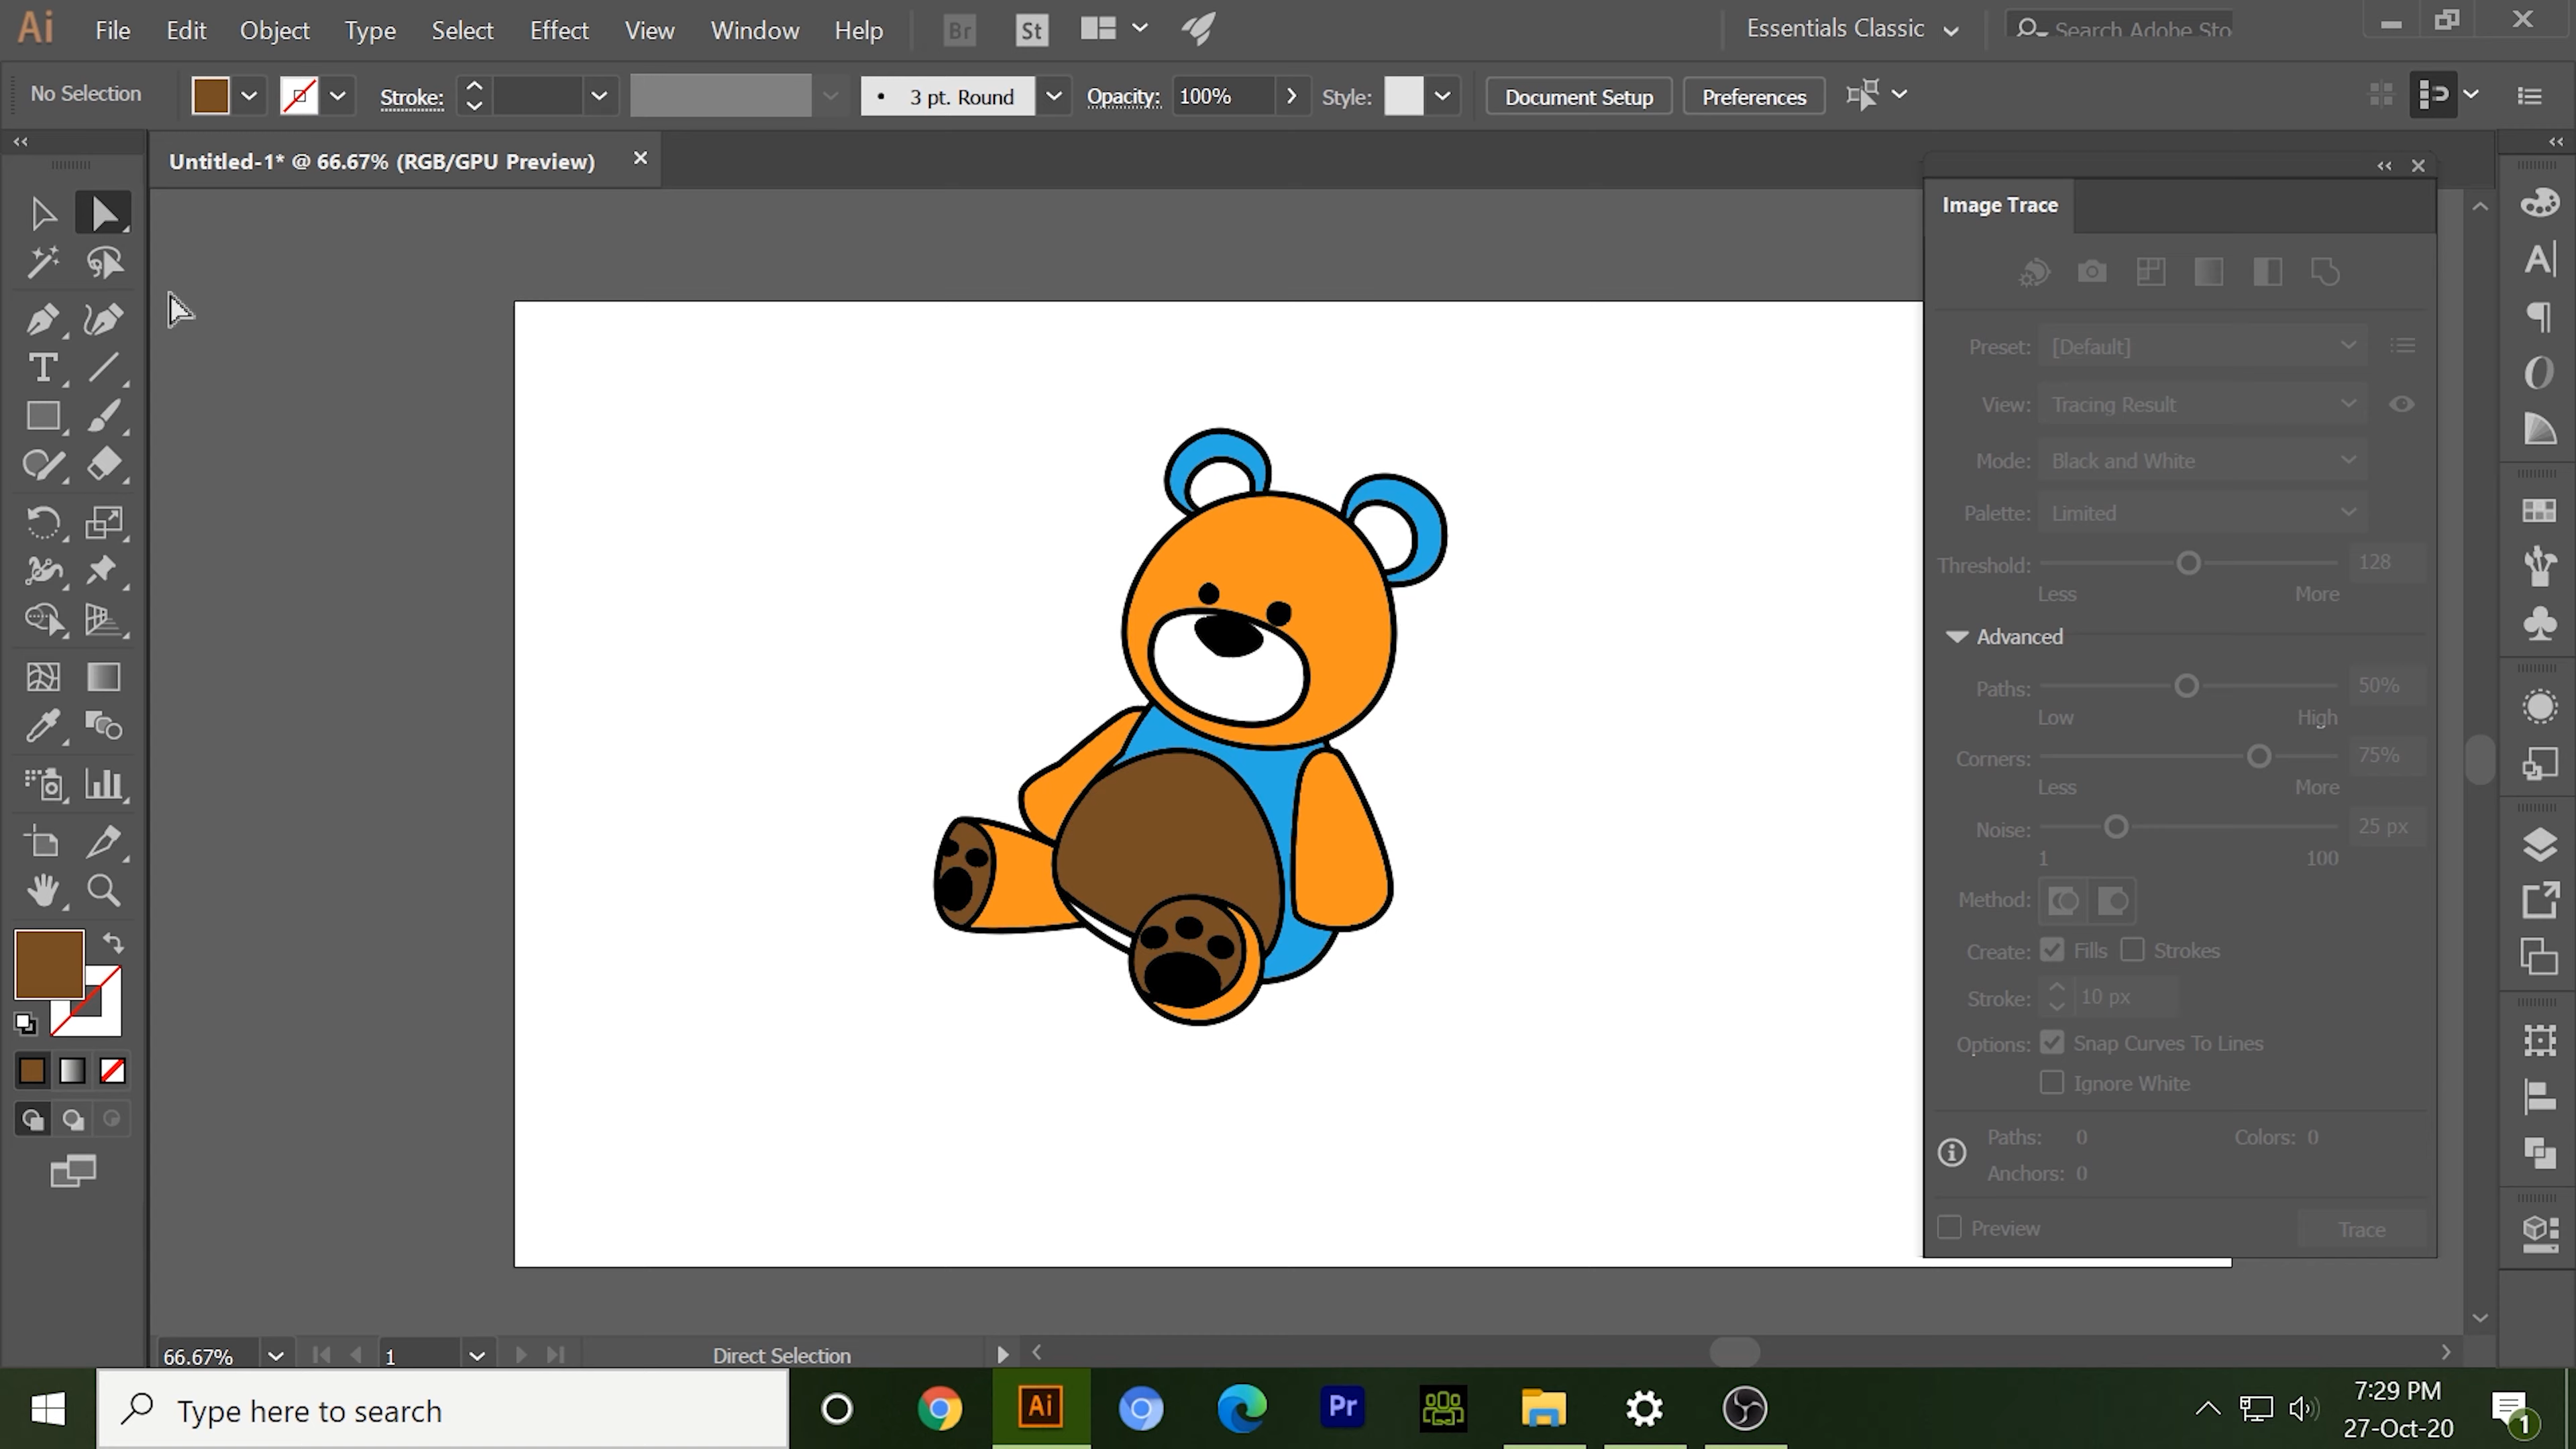 Ai File Edit Object Type Select Effect View Window Help Br St Essentials Classic Search Adobe Sto
No Selection Stroke: 3 pt. Round Opacity: 100% Style: Document Setup Preferences
Untitled-1* @ 66.67% (RGB/GPU Preview)
Image Trace
Preset: [Default]
View: Tracing Result
Mode: Black and White
Palette: Limited
Threshold: 128
Less More
Advanced
Paths: 50%
Low High
Corners: 75%
Less More
Noise: 25 px
1 100
Method:
Create: Fills Strokes
Stroke: 10 px
Options: Snap Curves To Lines
Ignore White
Paths: 0 Colors: 0
Anchors: 0
Preview Trace
66.67% 1 Direct Selection
Type here to search Ai Pr 7:29 PM
27-Oct-20 1